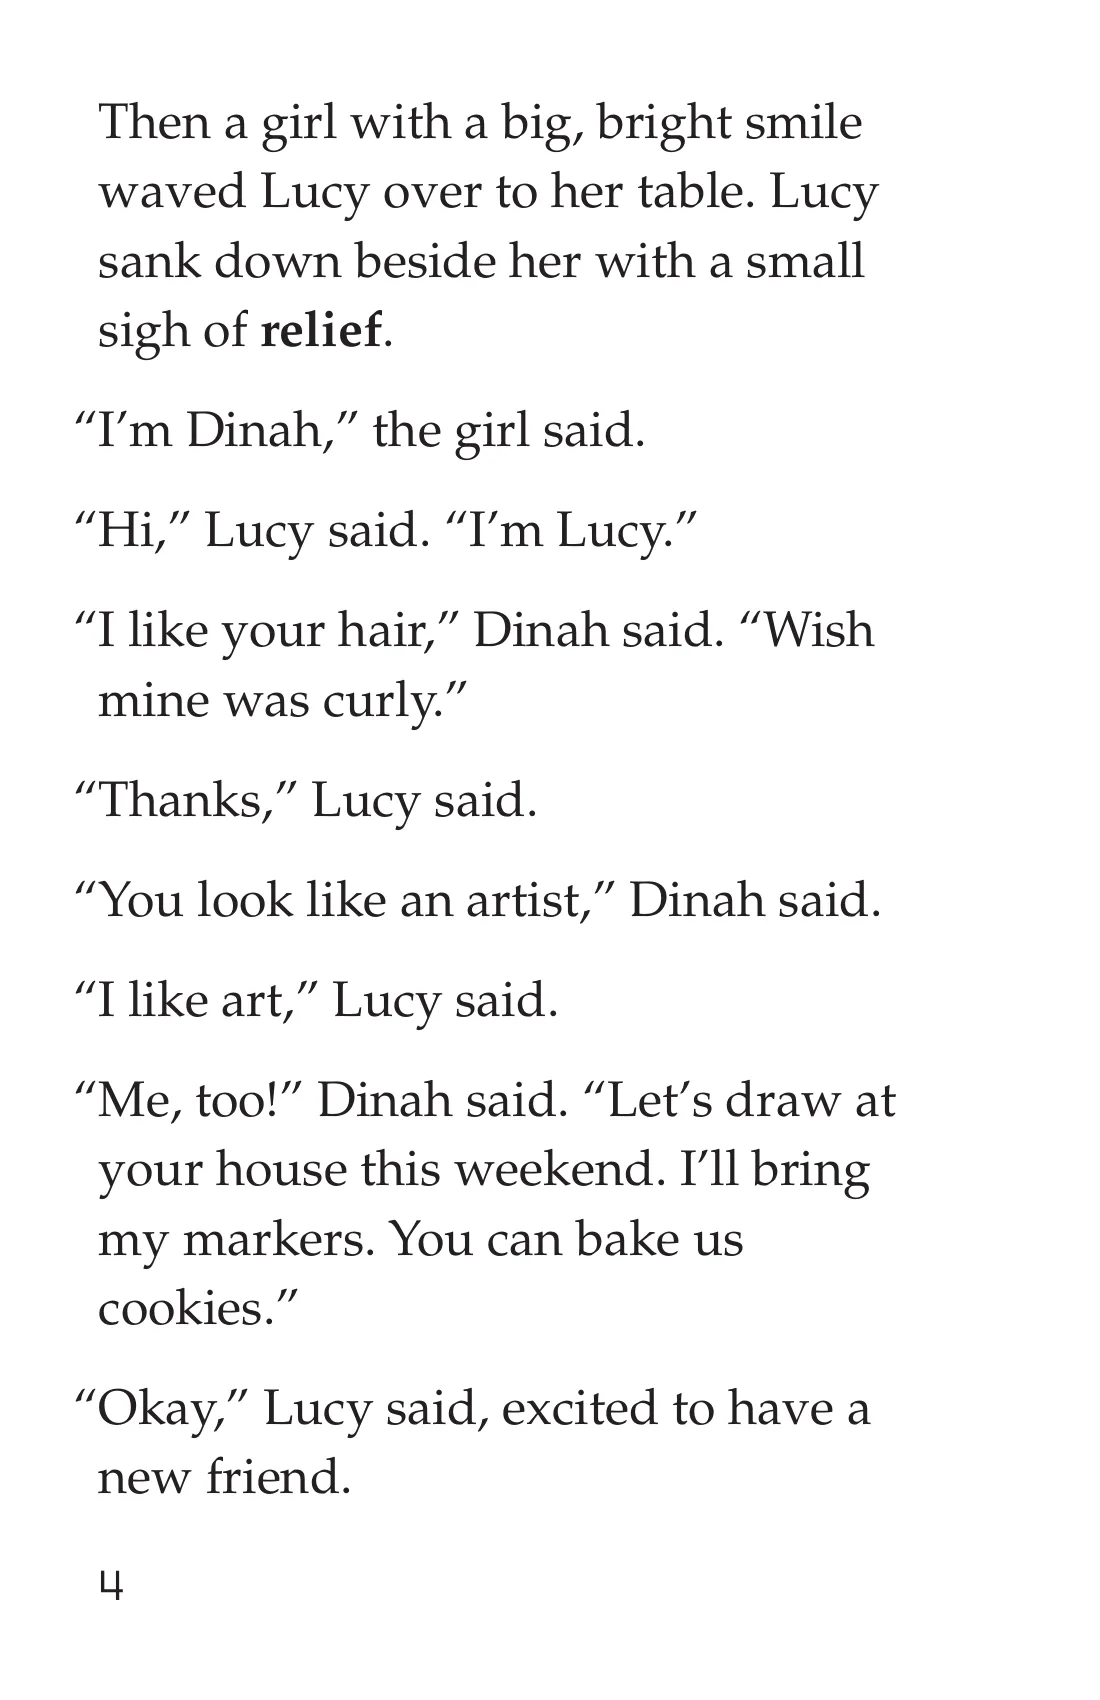 Then a girl with a big, bright smile
waved Lucy over to her table. Lucy
sank down beside her with a small
sigh of relief.
“I’m Dinah,” the girl said.
“Hi,” Lucy said. “I’m Lucy.”
“I like your hair,” Dinah said. “Wish
mine was curly.”
“Thanks,” Lucy said.
“You look like an artist,” Dinah said.
“I like art,” Lucy said.
“Me, too!” Dinah said. “Let’s draw at
your house this weekend. I’ll bring
my markers. You can bake us
cookies.”
“Okay,” Lucy said, excited to have a
new friend.
4